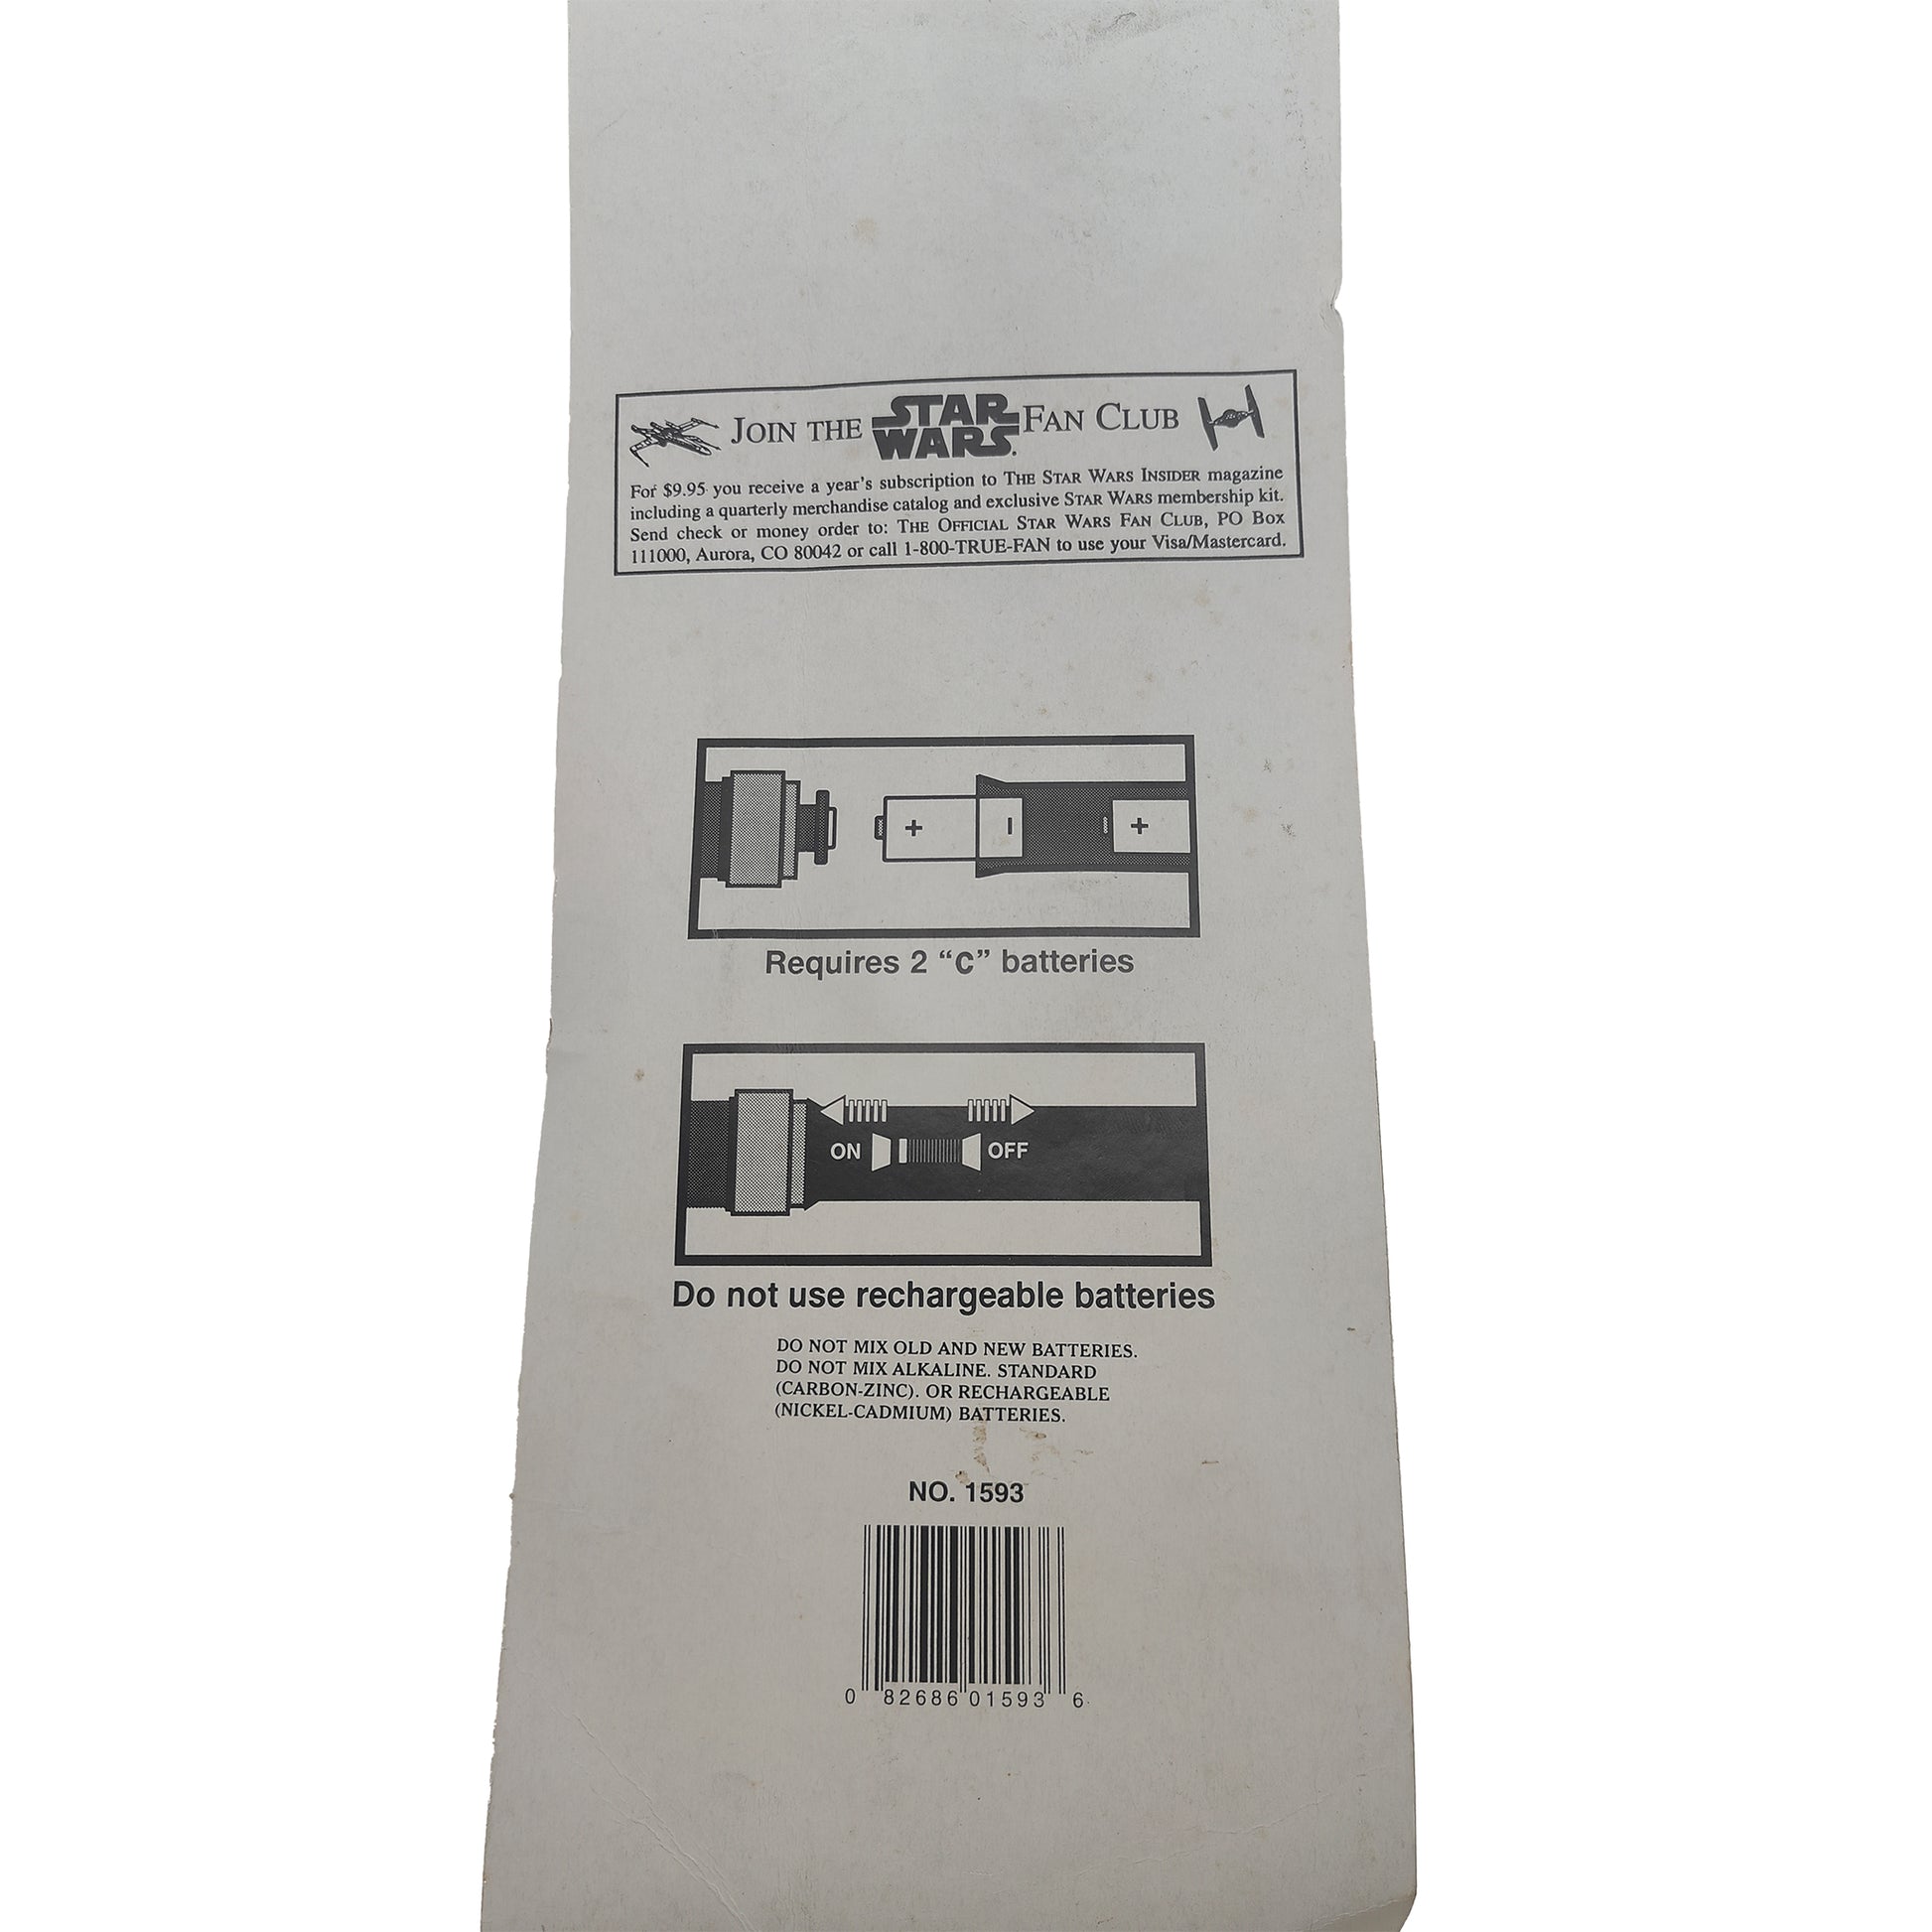 JOIN THE STAR WARS. FAN CLUB
For $9.95 you receive a year's subscription to THE STAR WARS INSIDER magazine
including a quarterly merchandise catalog and exclusive STAR WARS membership kit.
Send check or money order to: THE OFFICIAL STAR WARS FAN CLUB, PO Box
111000, Aurora, CO 80042 or call 1-800-TRUE-FAN to use your Visa/Mastercard.
+ - +
Requires 2 “C” batteries
ON OFF
Do not use rechargeable batteries
DO NOT MIX OLD AND NEW BATTERIES.
DO NOT MIX ALKALINE. STANDARD
(CARBON-ZINC). OR RECHARGEABLE
(NICKEL-CADMIUM) BATTERIES.
NO. 1593
0 82686 01593 6